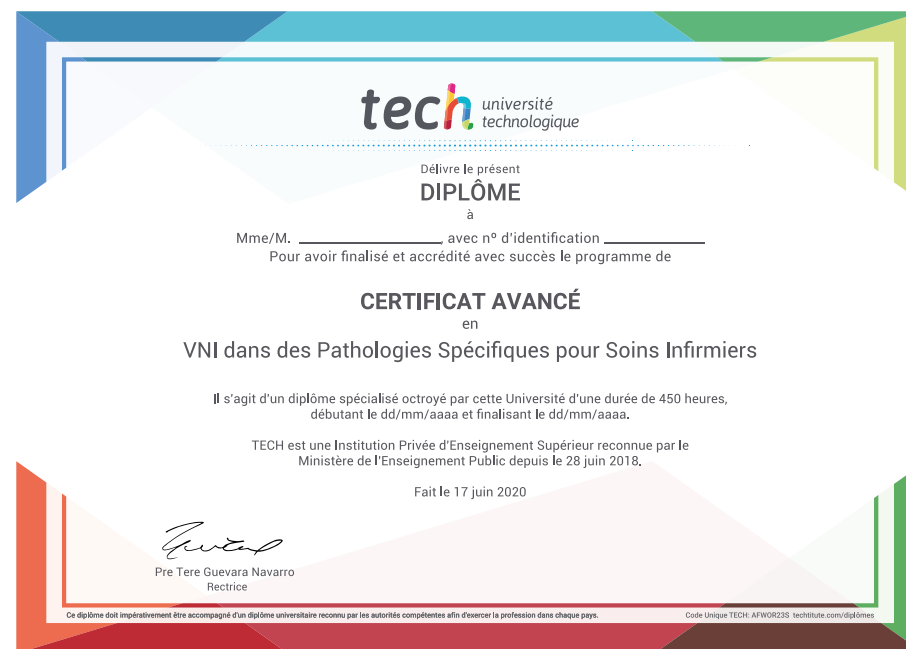 tech université
technologique
Délivre le présent
DIPLÔME
à
Mme/M. ____________________, avec nº d'identification ______________
Pour avoir finalisé et accrédité avec succès le programme de
CERTIFICAT AVANCÉ
en
VNI dans des Pathologies Spécifiques pour Soins Infirmiers
Il s'agit d'un diplôme spécialisé octroyé par cette Université d'une durée de 450 heures,
débutant le dd/mm/aaaa et finalisant le dd/mm/aaaa.
TECH est une Institution Privée d'Enseignement Supérieur reconnue par le
Ministère de l'Enseignement Public depuis le 28 juin 2018.
Fait le 17 juin 2020
Pre Tere Guevara Navarro
Rectrice
Ce diplôme doit impérativement être accompagné d'un diplôme universitaire reconnu par les autorités compétentes afin d'exercer la profession dans chaque pays.
Code Unique TECH: AFWOR23S techtitute.com/diplômes